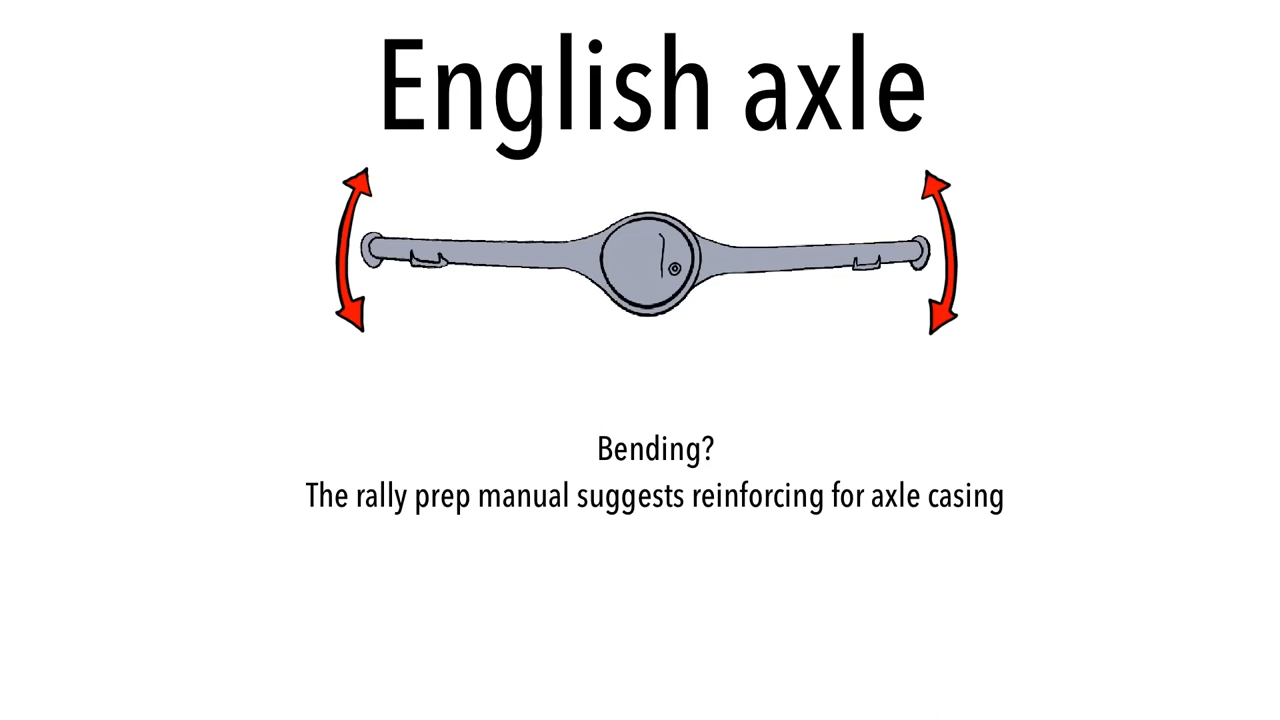 English axle
Bending?
The rally prep manual suggests reinforcing for axle casing